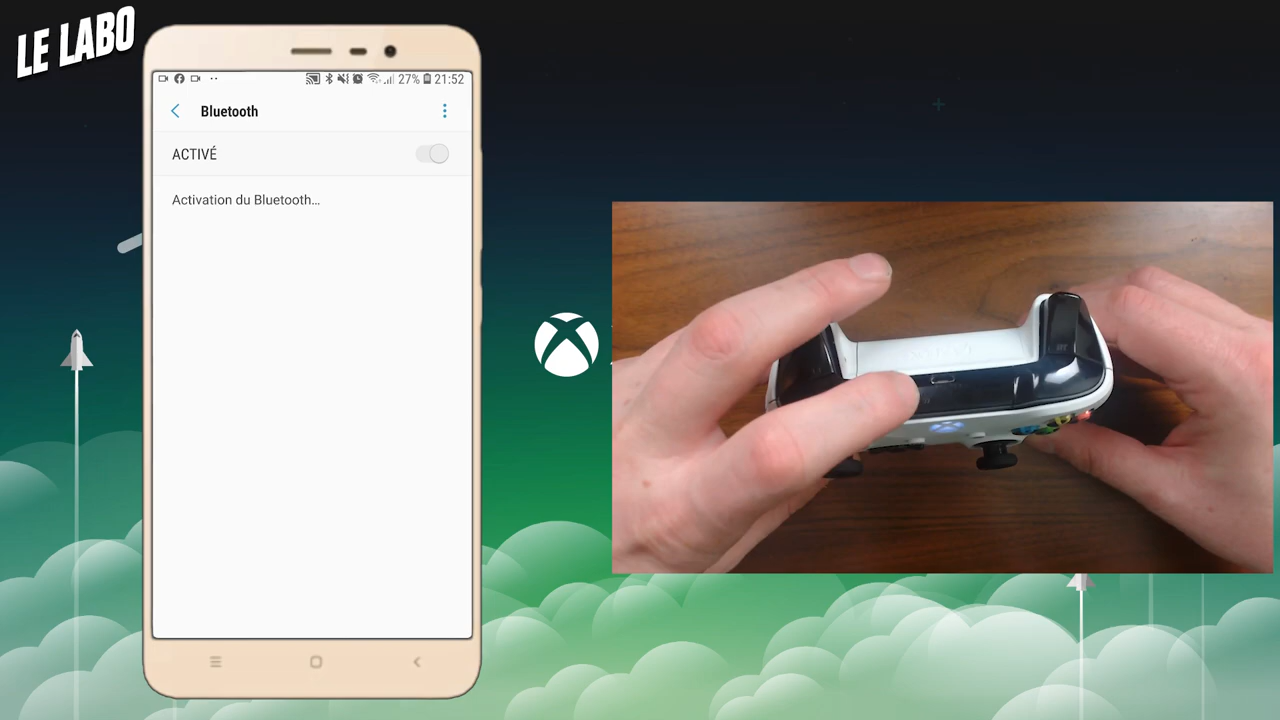 LE LABO
27% 21:52
Bluetooth
ACTIVÉ
Activation du Bluetooth...